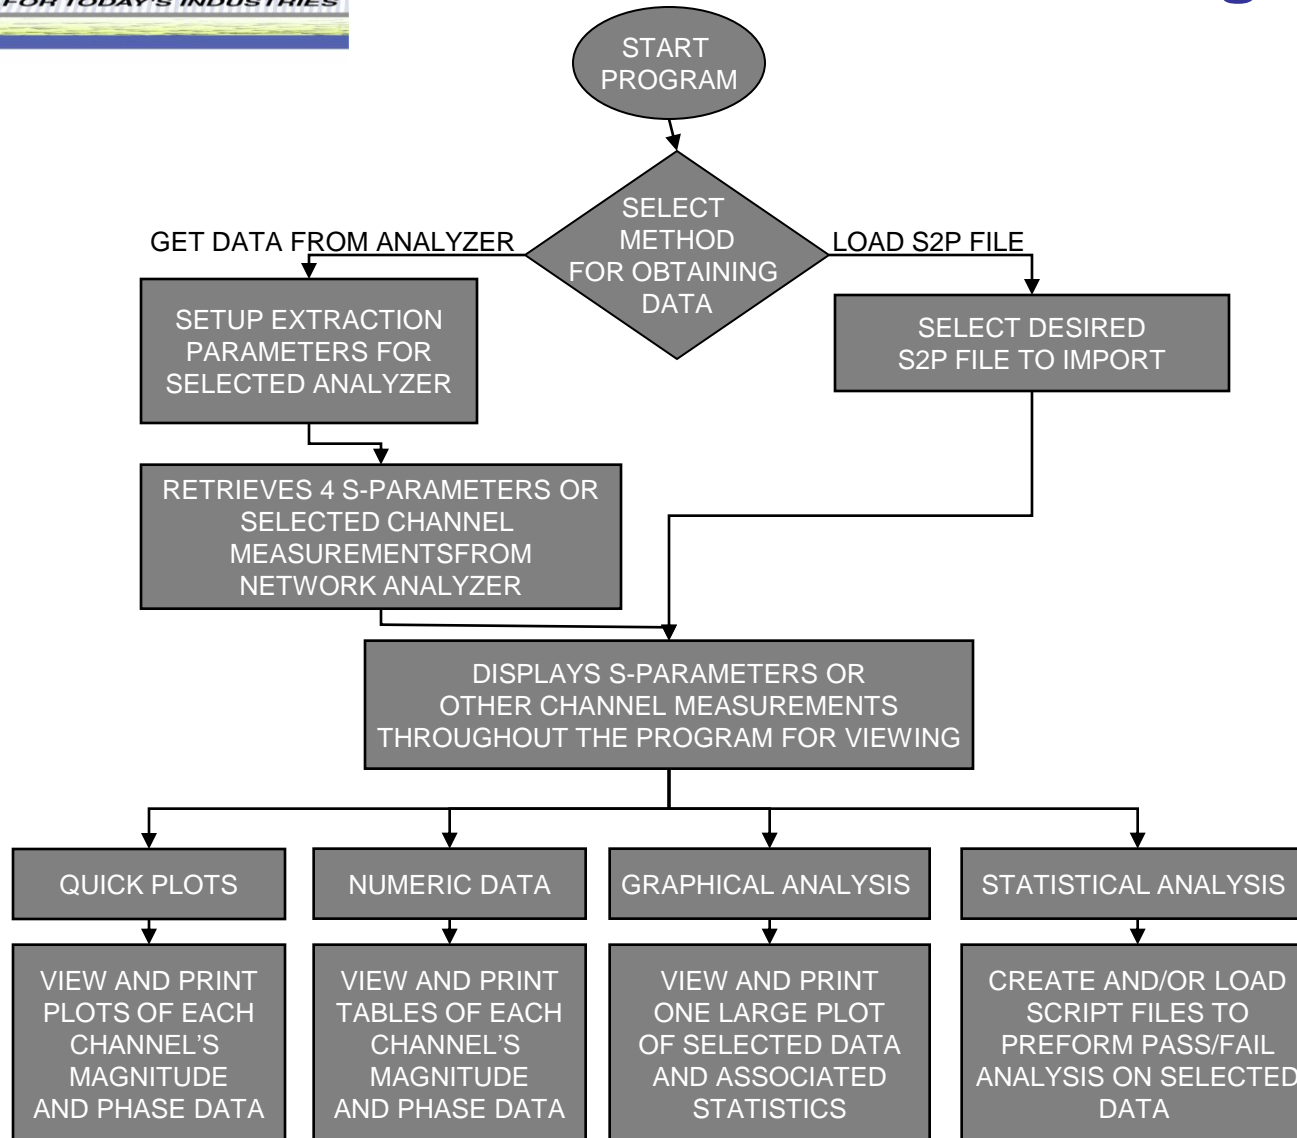 FOR TODAY'S INDUSTRIES
START
PROGRAM
SELECT
METHOD
FOR OBTAINING
DATA
GET DATA FROM ANALYZER
LOAD S2P FILE
SETUP EXTRACTION
PARAMETERS FOR
SELECTED ANALYZER
SELECT DESIRED
S2P FILE TO IMPORT
RETRIEVES 4 S-PARAMETERS OR
SELECTED CHANNEL
MEASUREMENTSFROM
NETWORK ANALYZER
DISPLAYS S-PARAMETERS OR
OTHER CHANNEL MEASUREMENTS
THROUGHOUT THE PROGRAM FOR VIEWING
QUICK PLOTS
NUMERIC DATA
GRAPHICAL ANALYSIS
STATISTICAL ANALYSIS
VIEW AND PRINT
PLOTS OF EACH
CHANNEL'S
MAGNITUDE
AND PHASE DATA
VIEW AND PRINT
TABLES OF EACH
CHANNEL'S
MAGNITUDE
AND PHASE DATA
VIEW AND PRINT
ONE LARGE PLOT
OF SELECTED DATA
AND ASSOCIATED
STATISTICS
CREATE AND/OR LOAD
SCRIPT FILES TO
PREFORM PASS/FAIL
ANALYSIS ON SELECTED
DATA